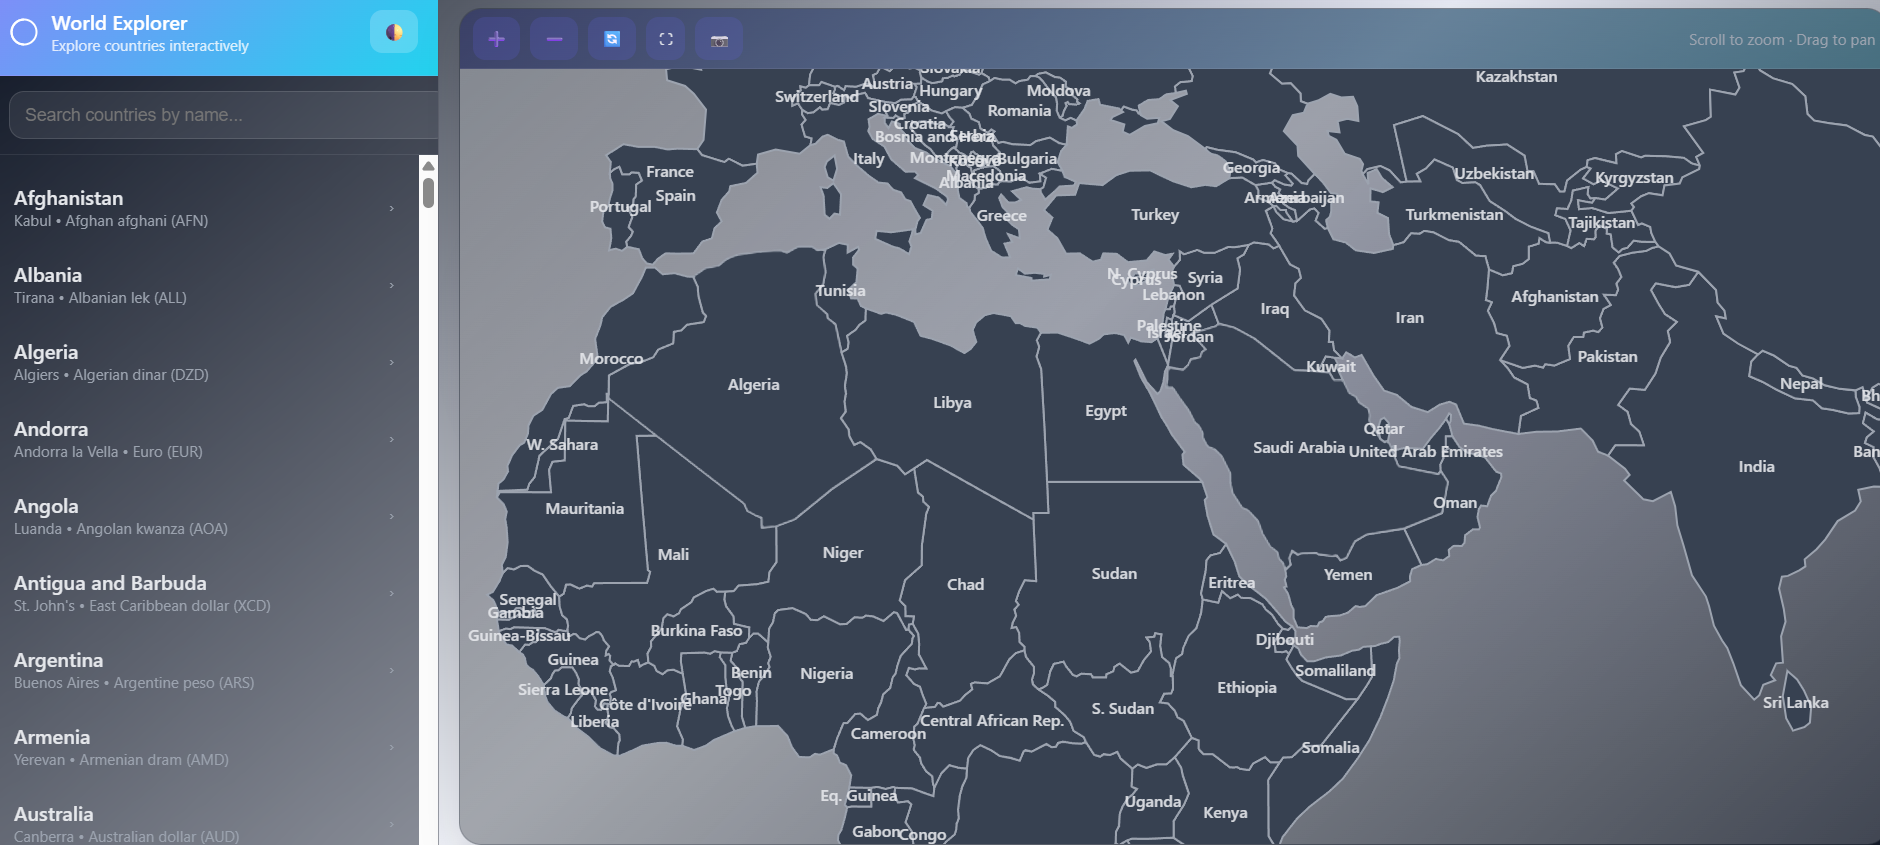 World Explorer
Explore countries interactively
Search countries by name...
Afghanistan
Kabul • Afghan afghani (AFN)
Albania
Tirana • Albanian lek (ALL)
Algeria
Algiers • Algerian dinar (DZD)
Andorra
Andorra la Vella • Euro (EUR)
Angola
Luanda • Angolan kwanza (AOA)
Antigua and Barbuda
St. John's • East Caribbean dollar (XCD)
Argentina
Buenos Aires • Argentine peso (ARS)
Armenia
Yerevan • Armenian dram (AMD)
Australia
Canberra • Australian dollar (AUD)
Scroll to zoom · Drag to pan
Slovakia
Kazakhstan
Austria
Hungary
Moldova
Switzerland
Slovenia
Romania
Croatia
Bosnia and Herz.
Serbia
Italy
Montenegro
Kosovo
Bulgaria
Georgia
France
Macedonia
Uzbekistan
Kyrgyzstan
Albania
Spain
Armenia
Azerbaijan
Portugal
Greece
Turkey
Turkmenistan
Tajikistan
N. Cyprus
Cyprus
Syria
Tunisia
Lebanon
Afghanistan
Iraq
Iran
Palestine
Israel
Jordan
Morocco
Pakistan
Kuwait
Algeria
Nepal
Bh
Libya
Egypt
Qatar
W. Sahara
Saudi Arabia
United Arab Emirates
Ban
India
Mauritania
Oman
Mali
Niger
Chad
Sudan
Eritrea
Yemen
Senegal
Gambia
Guinea-Bissau
Burkina Faso
Djibouti
Guinea
Benin
Nigeria
Somaliland
Sierra Leone
Togo
Ethiopia
Côte d'Ivoire
Ghana
S. Sudan
Sri Lanka
Liberia
Central African Rep.
Cameroon
Somalia
Eq. Guinea
Uganda
Kenya
Gabon
Congo